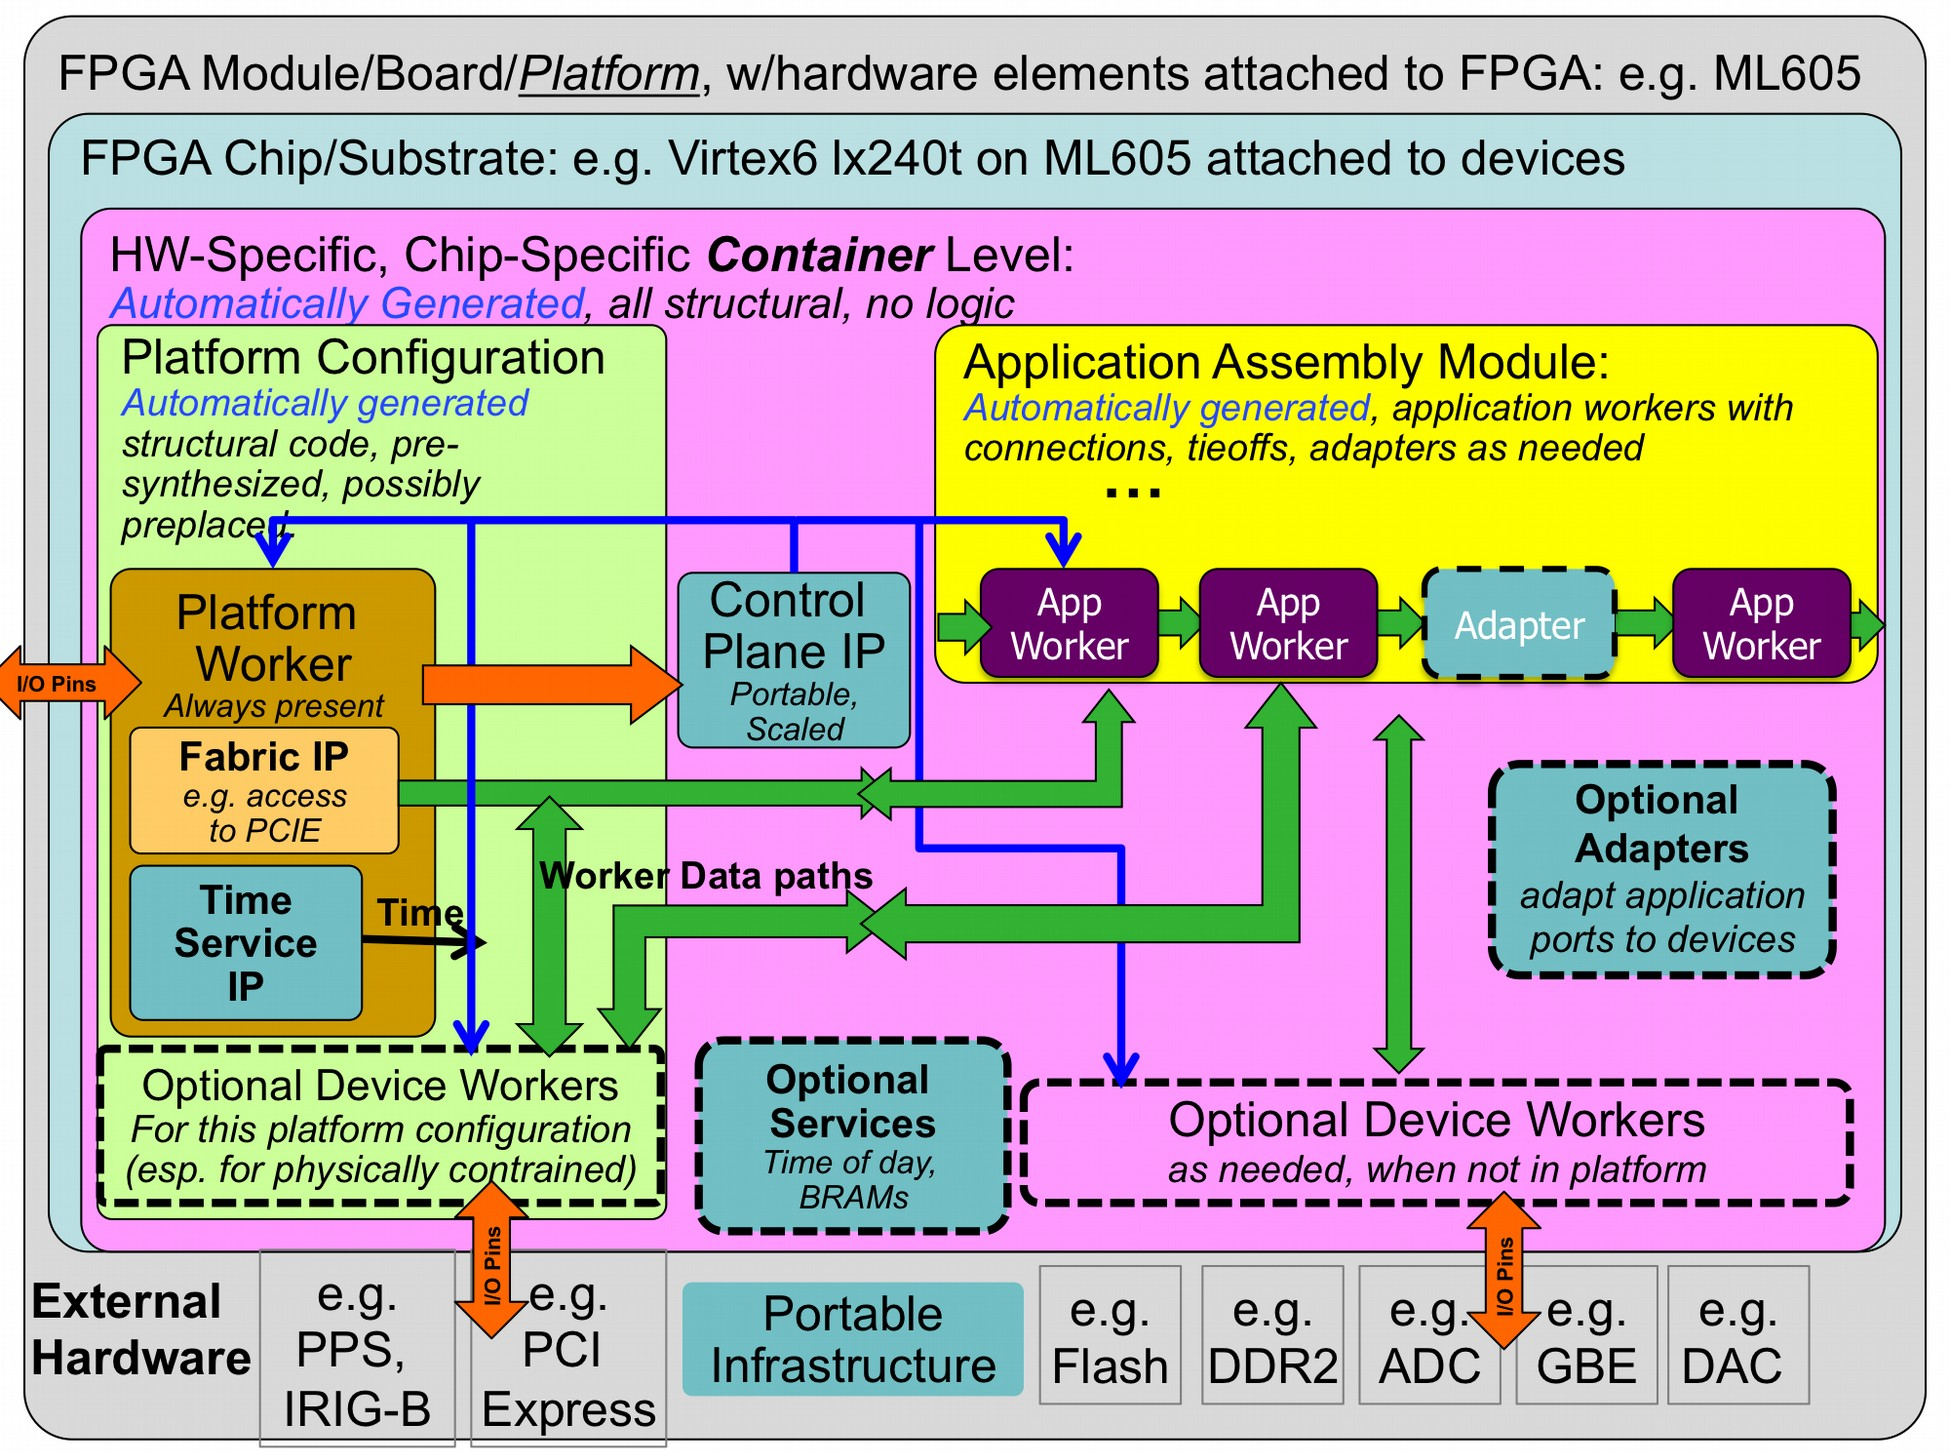 FPGA Module/Board/Platform, w/hardware elements attached to FPGA: e.g. ML605
FPGA Chip/Substrate: e.g. Virtex6 lx240t on ML605 attached to devices
HW-Specific, Chip-Specific Container Level:
Automatically Generated, all structural, no logic
Platform Configuration
Automatically generated
structural code, pre-
synthesized, possibly
preplaced.
Application Assembly Module:
Automatically generated, application workers with
connections, tieoffs, adapters as needed
...
Platform
Worker
Always present
I/O Pins
Fabric IP
e.g. access
to PCIE
Time
Service
IP
Time
Control
Plane IP
Portable,
Scaled
App
Worker
App
Worker
Adapter
App
Worker
Worker Data paths
Optional
Adapters
adapt application
ports to devices
Optional Device Workers
For this platform configuration
(esp. for physically contrained)
Optional
Services
Time of day,
BRAMs
Optional Device Workers
as needed, when not in platform
I/O Pins
I/O Pins
External
Hardware
e.g.
PPS,
IRIG-B
e.g.
PCI
Express
Portable
Infrastructure
e.g.
Flash
e.g.
DDR2
e.g.
ADC
e.g.
GBE
e.g.
DAC